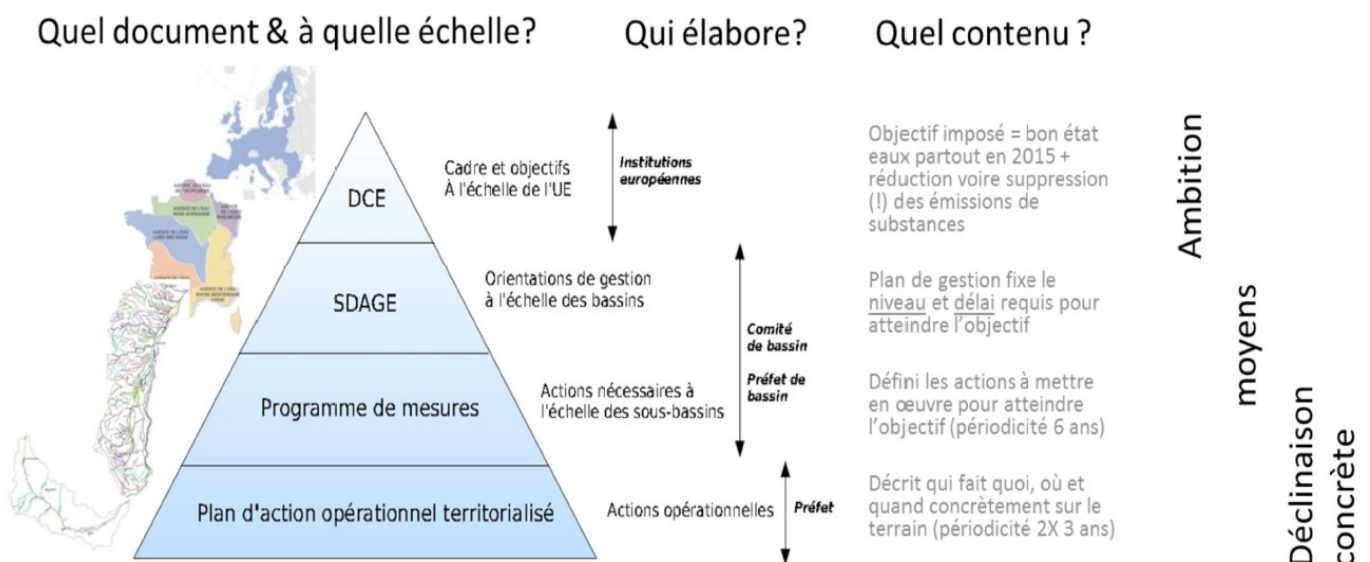 Quel document & à quelle échelle?
Qui élabore?
Quel contenu ?
DCE
Cadre et objectifs
À l'échelle de l'UE
Institutions
européennes
Objectif imposé = bon état
eaux partout en 2015 +
réduction voire suppression
(!) des émissions de
substances
Ambition
SDAGE
Orientations de gestion
à l'échelle des bassins
Comité
de bassin
Préfet de
bassin
Plan de gestion fixe le
niveau et délai requis pour
atteindre l'objectif
moyens
Programme de mesures
Actions nécessaires à
l'échelle des sous-bassins
Défini les actions à mettre
en œuvre pour atteindre
l'objectif (périodicité 6 ans)
Plan d'action opérationnel territorialisé
Actions opérationnelles
Préfet
Décrit qui fait quoi, où et
quand concrètement sur le
terrain (périodicité 2X 3 ans)
Déclinaison
concrète